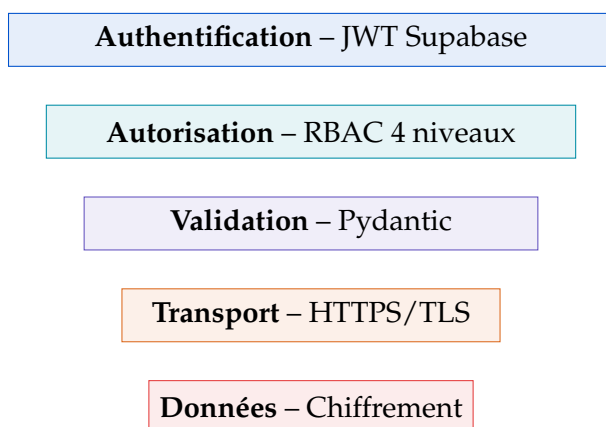 Authentification – JWT Supabase
Autorisation – RBAC 4 niveaux
Validation – Pydantic
Transport – HTTPS/TLS
Données – Chiffrement